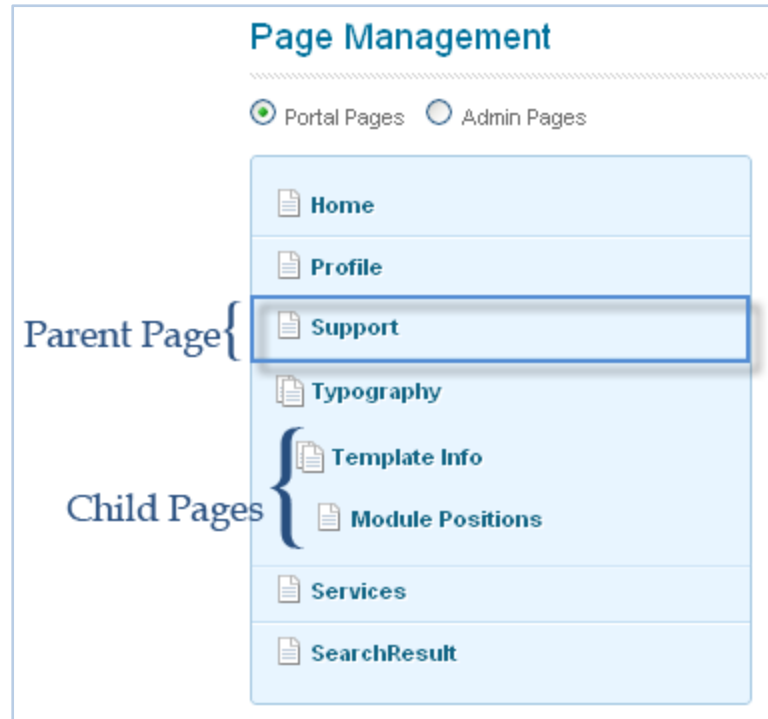 Page Management
Portal Pages Admin Pages
Home
Profile
Parent Page{ Support
Typography
Template Info
Child Pages { Module Positions
Services
SearchResult